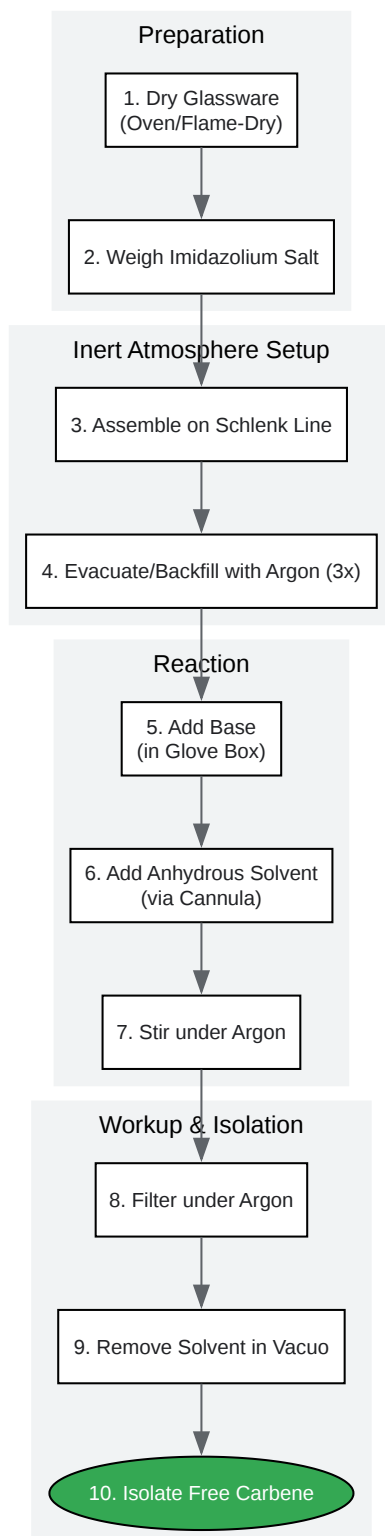 Preparation
1. Dry Glassware
(Oven/Flame-Dry)
2. Weigh Imidazolium Salt
Inert Atmosphere Setup
3. Assemble on Schlenk Line
4. Evacuate/Backfill with Argon (3x)
Reaction
5. Add Base
(in Glove Box)
6. Add Anhydrous Solvent
(via Cannula)
7. Stir under Argon
Workup & Isolation
8. Filter under Argon
9. Remove Solvent in Vacuo
10. Isolate Free Carbene